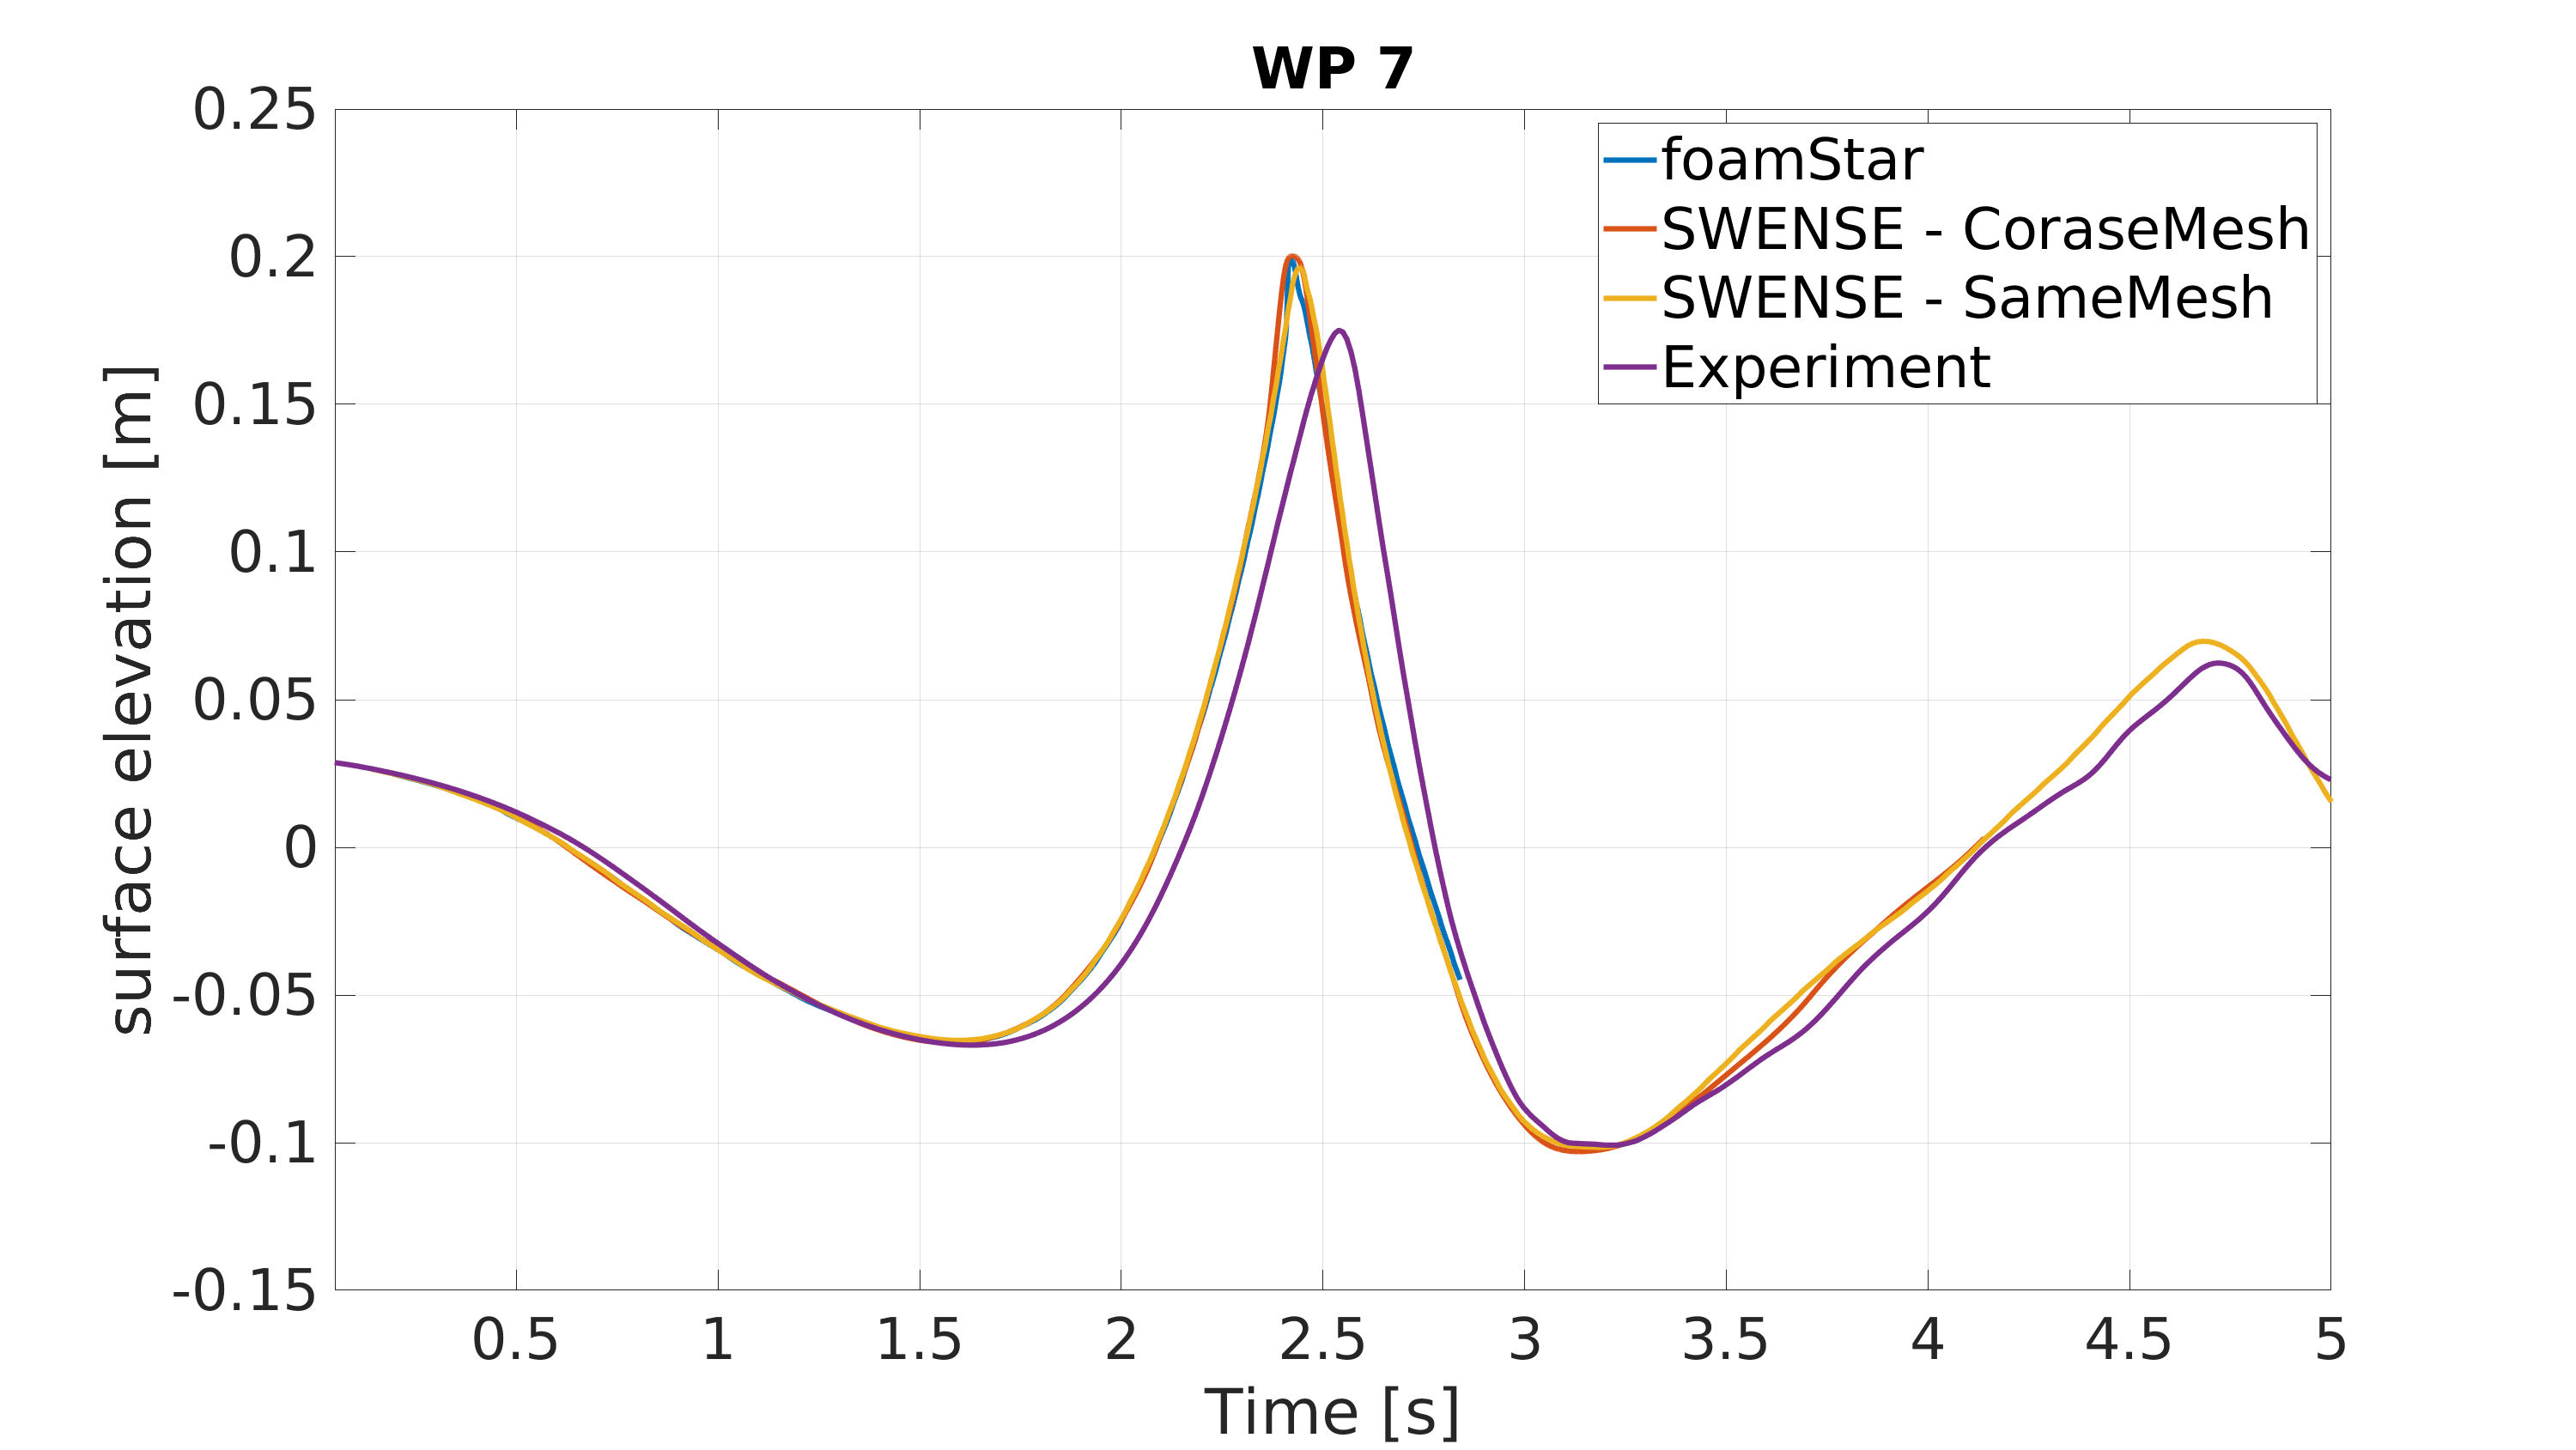 WP 7
0.25
0.2
0.15
0.1
0.05
0
-0.05
-0.1
-0.15
surface elevation [m]
foamStar
SWENSE - CoraseMesh
SWENSE - SameMesh
Experiment
0.5 1 1.5 2 2.5 3 3.5 4 4.5 5
Time [s]